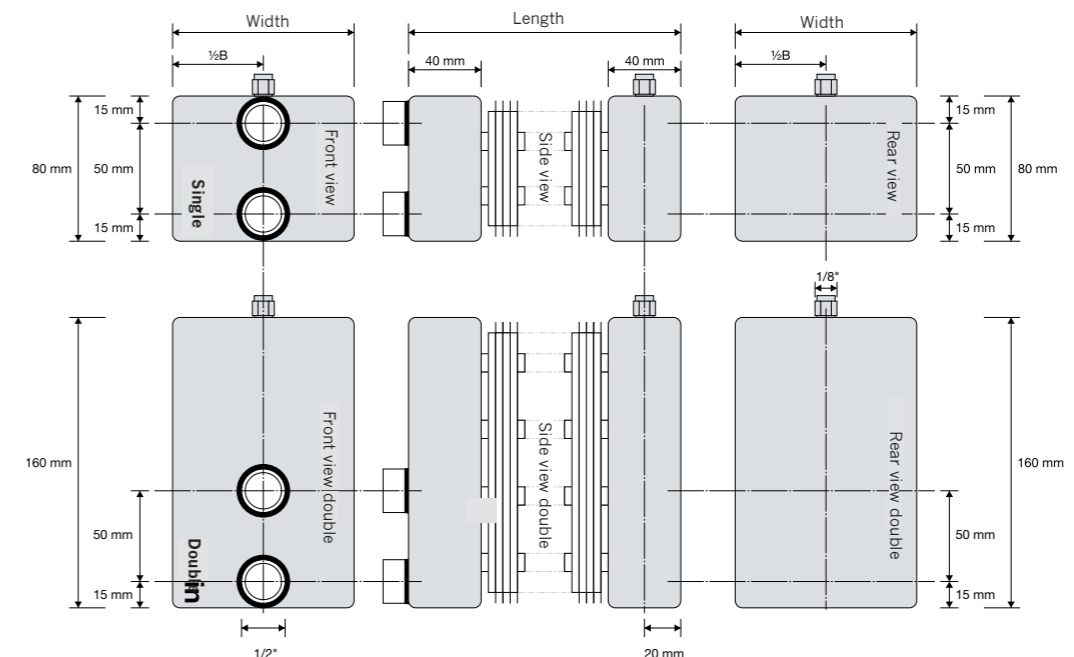 Width
Length
Width
½B
40 mm
40 mm
½B
15 mm
50 mm
15 mm
80 mm
Single
Front view
Side view
Rear view
15 mm
50 mm
15 mm
80 mm
1/8"
160 mm
50 mm
15 mm
Front view double
Side view double
Rear view double
160 mm
50 mm
15 mm
1/2"
20 mm